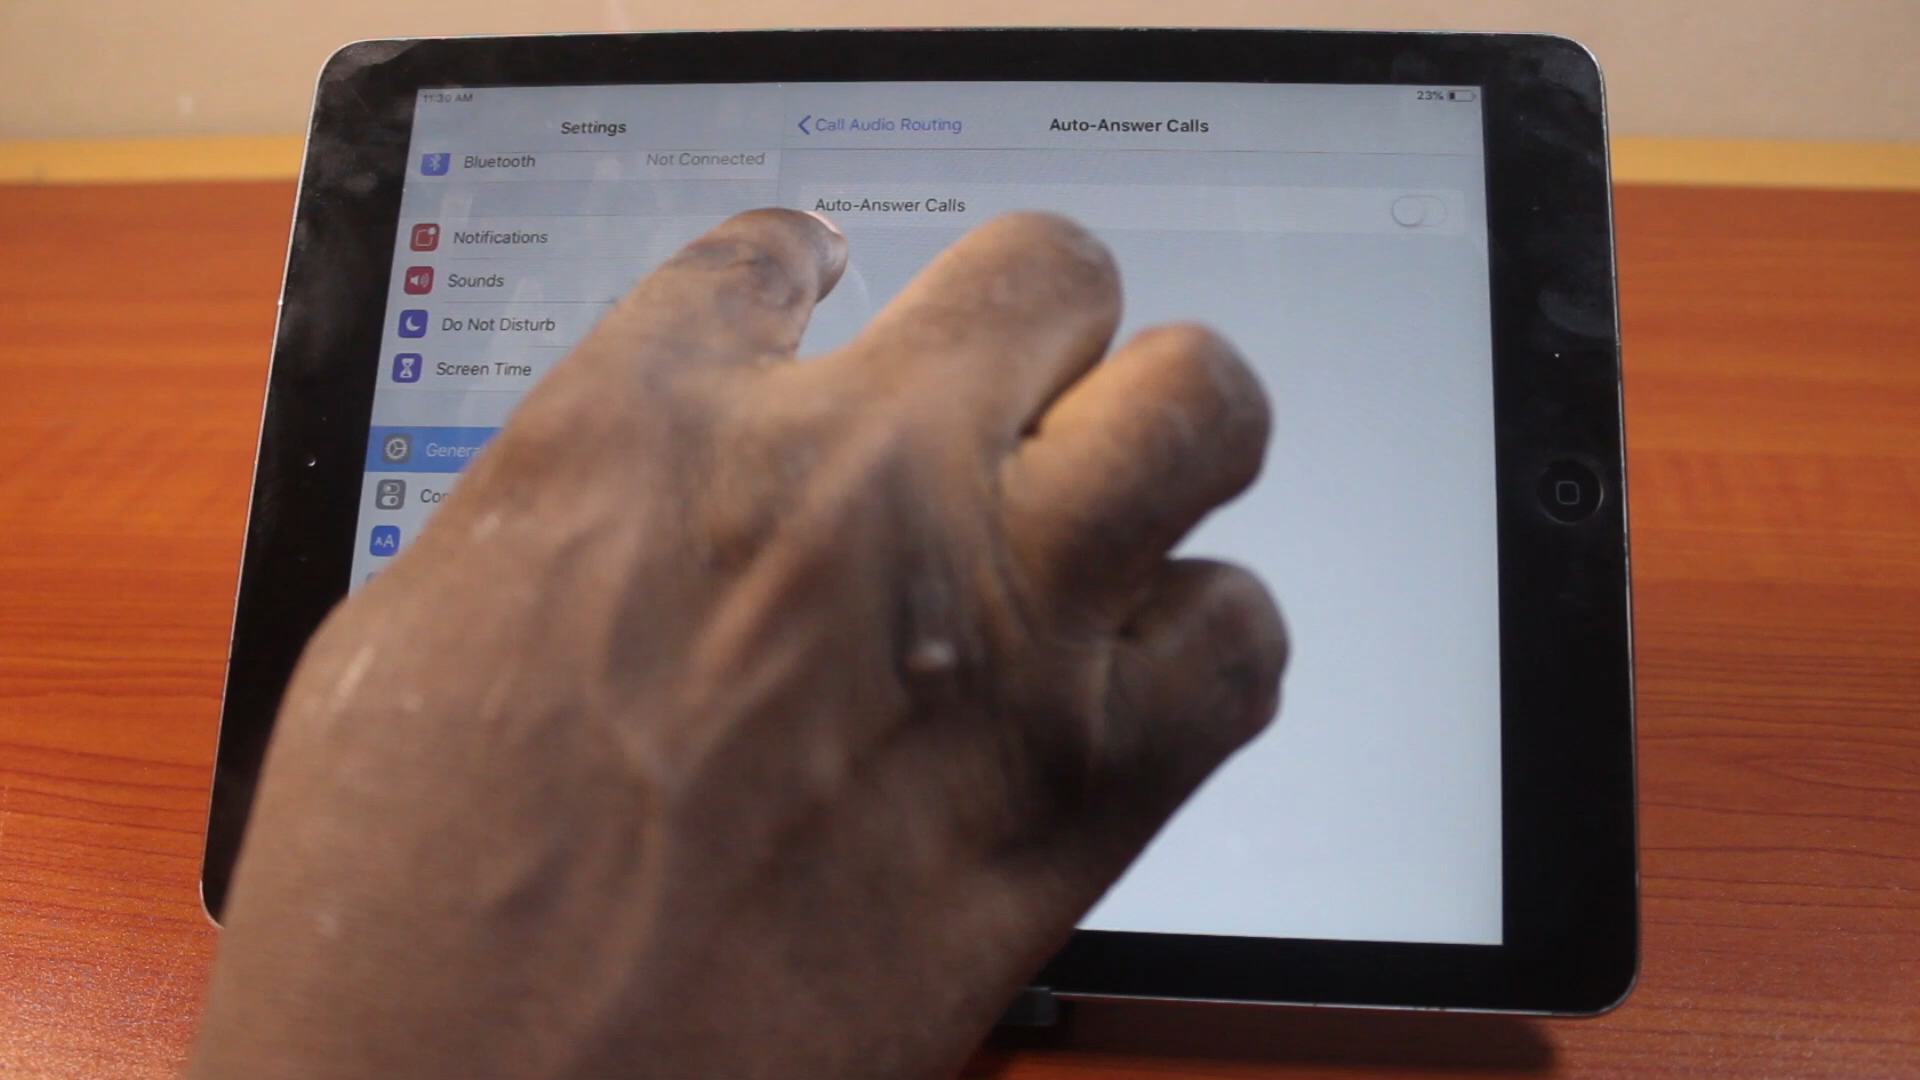 11:30 AM
23%
Settings
Call Audio Routing
Auto-Answer Calls
Bluetooth
Not Connected
Auto-Answer Calls
Notifications
Sounds
Do Not Disturb
Screen Time
General
AA